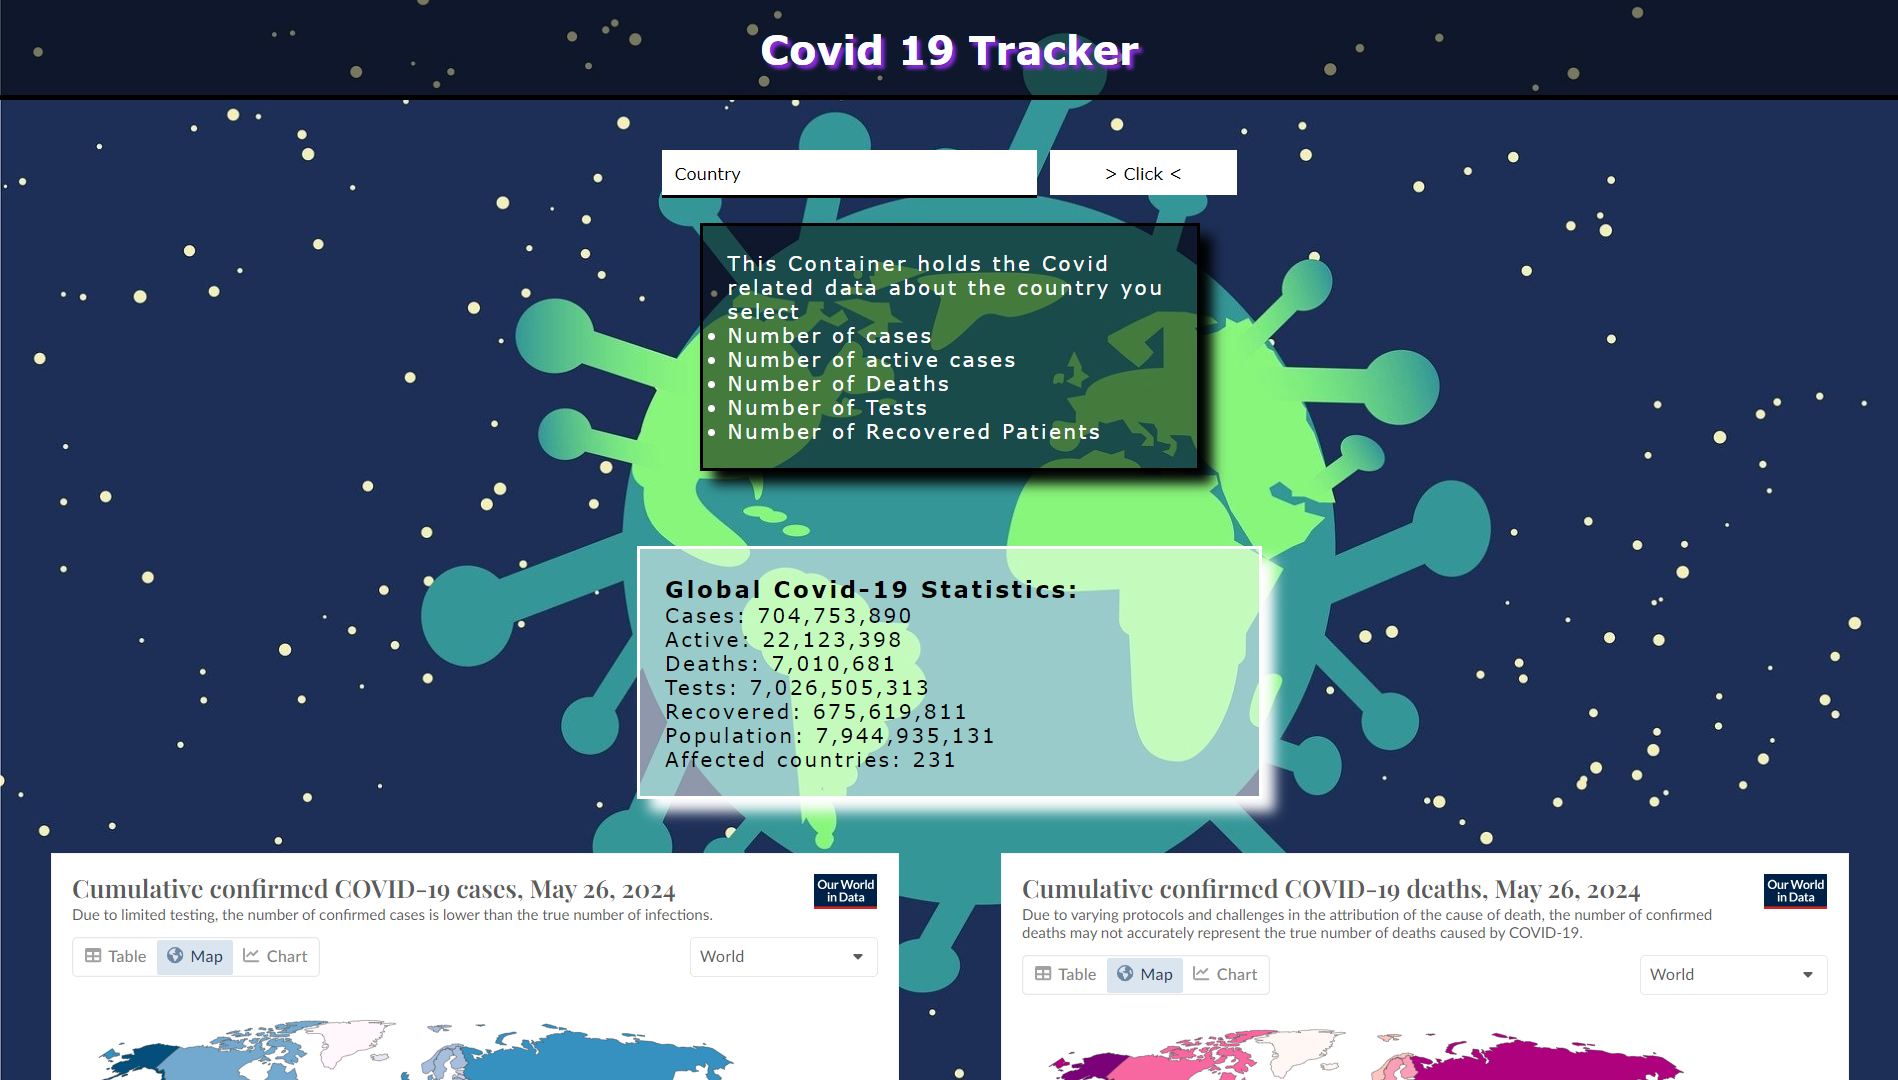 Covid 19 Tracker
Country
> Click <
This Container holds the Covid
related data about the country you
select
Number of cases
Number of active cases
Number of Deaths
Number of Tests
Number of Recovered Patients
Global Covid-19 Statistics:
Cases: 704,753,890
Active: 22,123,398
Deaths: 7,010,681
Tests: 7,026,505,313
Recovered: 675,619,811
Population: 7,944,935,131
Affected countries: 231
Cumulative confirmed COVID-19 cases, May 26, 2024
Due to limited testing, the number of confirmed cases is lower than the true number of infections.
Our World
in Data
Table
Map
Chart
World
Cumulative confirmed COVID-19 deaths, May 26, 2024
Due to varying protocols and challenges in the attribution of the cause of death, the number of confirmed
deaths may not accurately represent the true number of deaths caused by COVID-19.
Our World
in Data
Table
Map
Chart
World